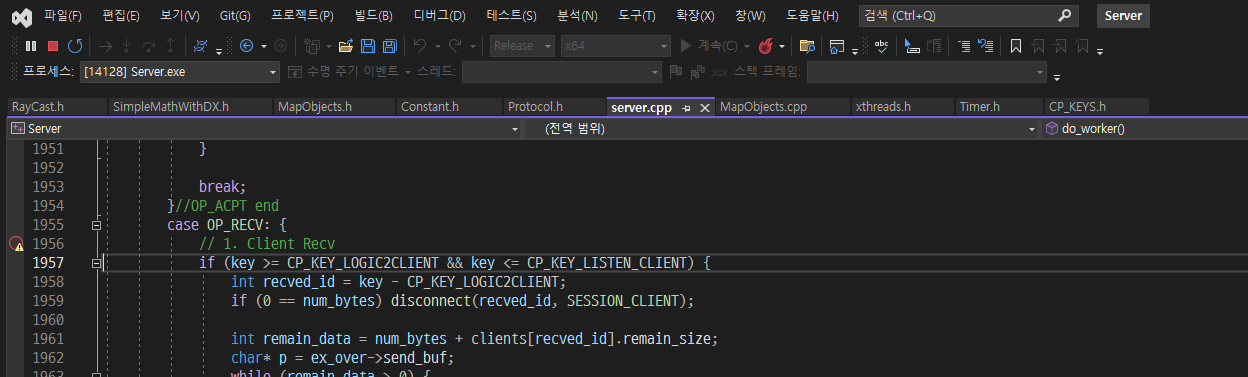 파일(F) 편집(E) 보기(V) Git(G) 프로젝트(P) 빌드(B) 디버그(D) 테스트(S) 분석(N) 도구(T) 확장(X) 창(W) 도움말(H) 검색 (Ctrl+Q) Server
Release x64 계속(C) abc
프로세스: [14128] Server.exe 수명 주기 이벤트 스레드: 스택 프레임:
RayCast.h SimpleMathWithDX.h MapObjects.h Constant.h Protocol.h server.cpp MapObjects.cpp xthreads.h Timer.h CP_KEYS.h
Server (전역 범위) do_worker()
1951 }
1952
1953 break;
1954 }//OP_ACPT end
1955 case OP_RECV: {
1956 // 1. Client Recv
1957 if (key >= CP_KEY_LOGIC2CLIENT && key <= CP_KEY_LISTEN_CLIENT) {
1958 int recved_id = key - CP_KEY_LOGIC2CLIENT;
1959 if (0 == num_bytes) disconnect(recved_id, SESSION_CLIENT);
1960
1961 int remain_data = num_bytes + clients[recved_id].remain_size;
1962 char* p = ex_over->send_buf;
1963 while (remain_data > 0) {